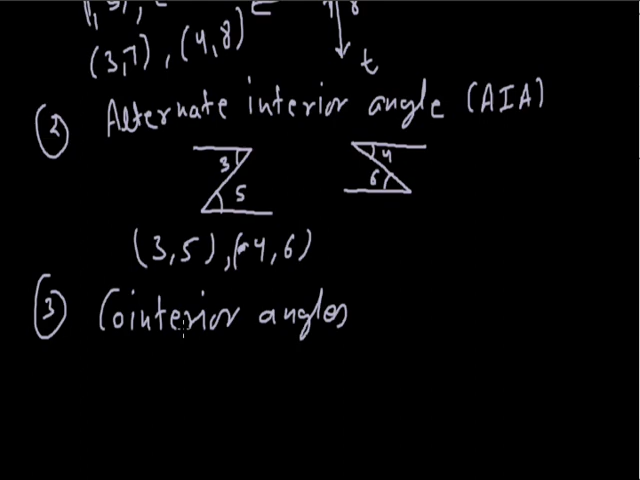 (3,7), (4,8)
t
② Alternate interior angle (AIA)
3 4
5 6
(3,5), (4,6)
③ Cointerior angles